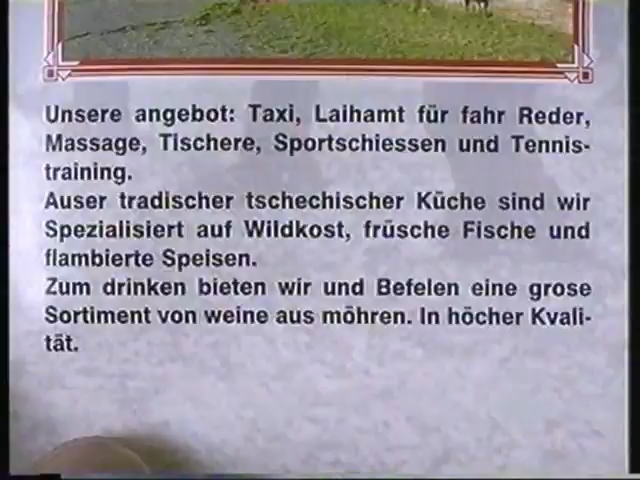 Unsere angebot: Taxi, Laihamt für fahr Reder,
Massage, Tischere, Sportschiessen und Tennis-
training.
Auser tradischer tschechischer Küche sind wir
Spezialisiert auf Wildkost, früsche Fische und
flambierte Speisen.
Zum drinken bieten wir und Befelen eine grose
Sortiment von weine aus möhren. In höcher Kvali-
tät.